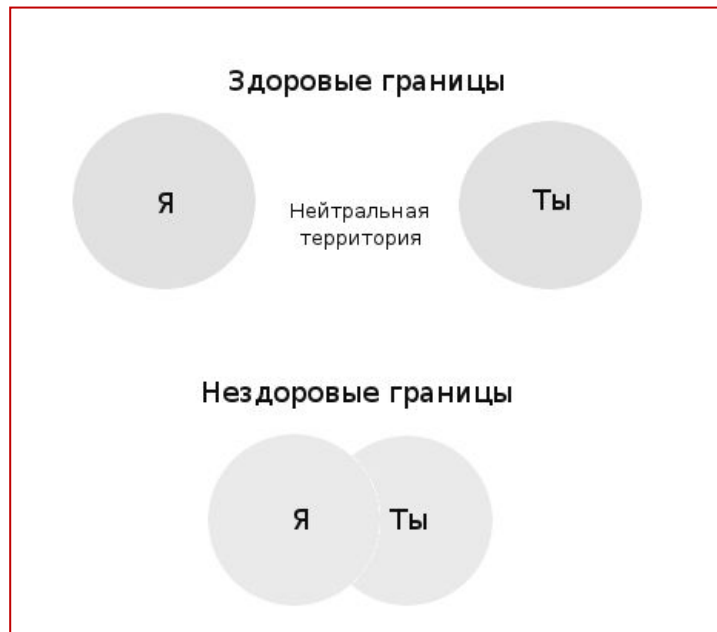 Здоровые границы
Я
Нейтральная
территория
Ты
Нездоровые границы
Я
Ты